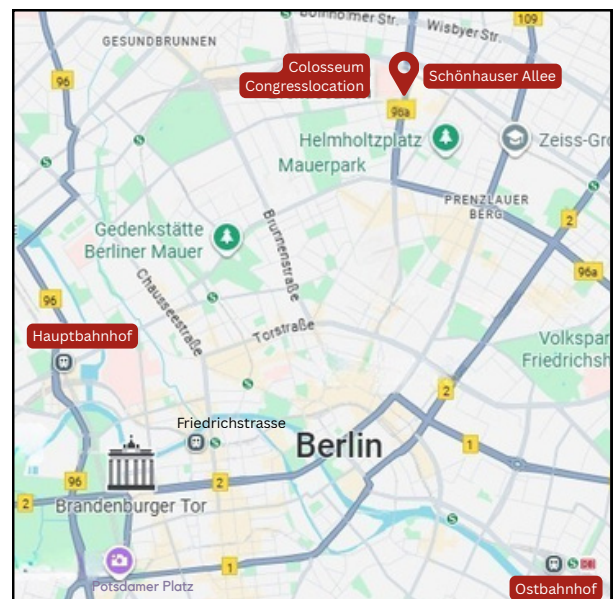 Bornholmer Str.
Wisbyer Str.
109
GESUNDBRUNNEN
96
Colosseum
Congresslocation
Schönhauser Allee
96a
Helmholtzplatz
Zeiss-Gro
Mauerpark
PRENZLAUER
BERG
2
Gedenkstätte
Berliner Mauer
Brunnenstraße
96a
Chausseestraße
96
Torstraße
Hauptbahnhof
Volkspar
Friedrichsh
2
Friedrichstrasse
Berlin
1
96
2
2
Brandenburger Tor
1
Potsdamer Platz
Ostbahnhof